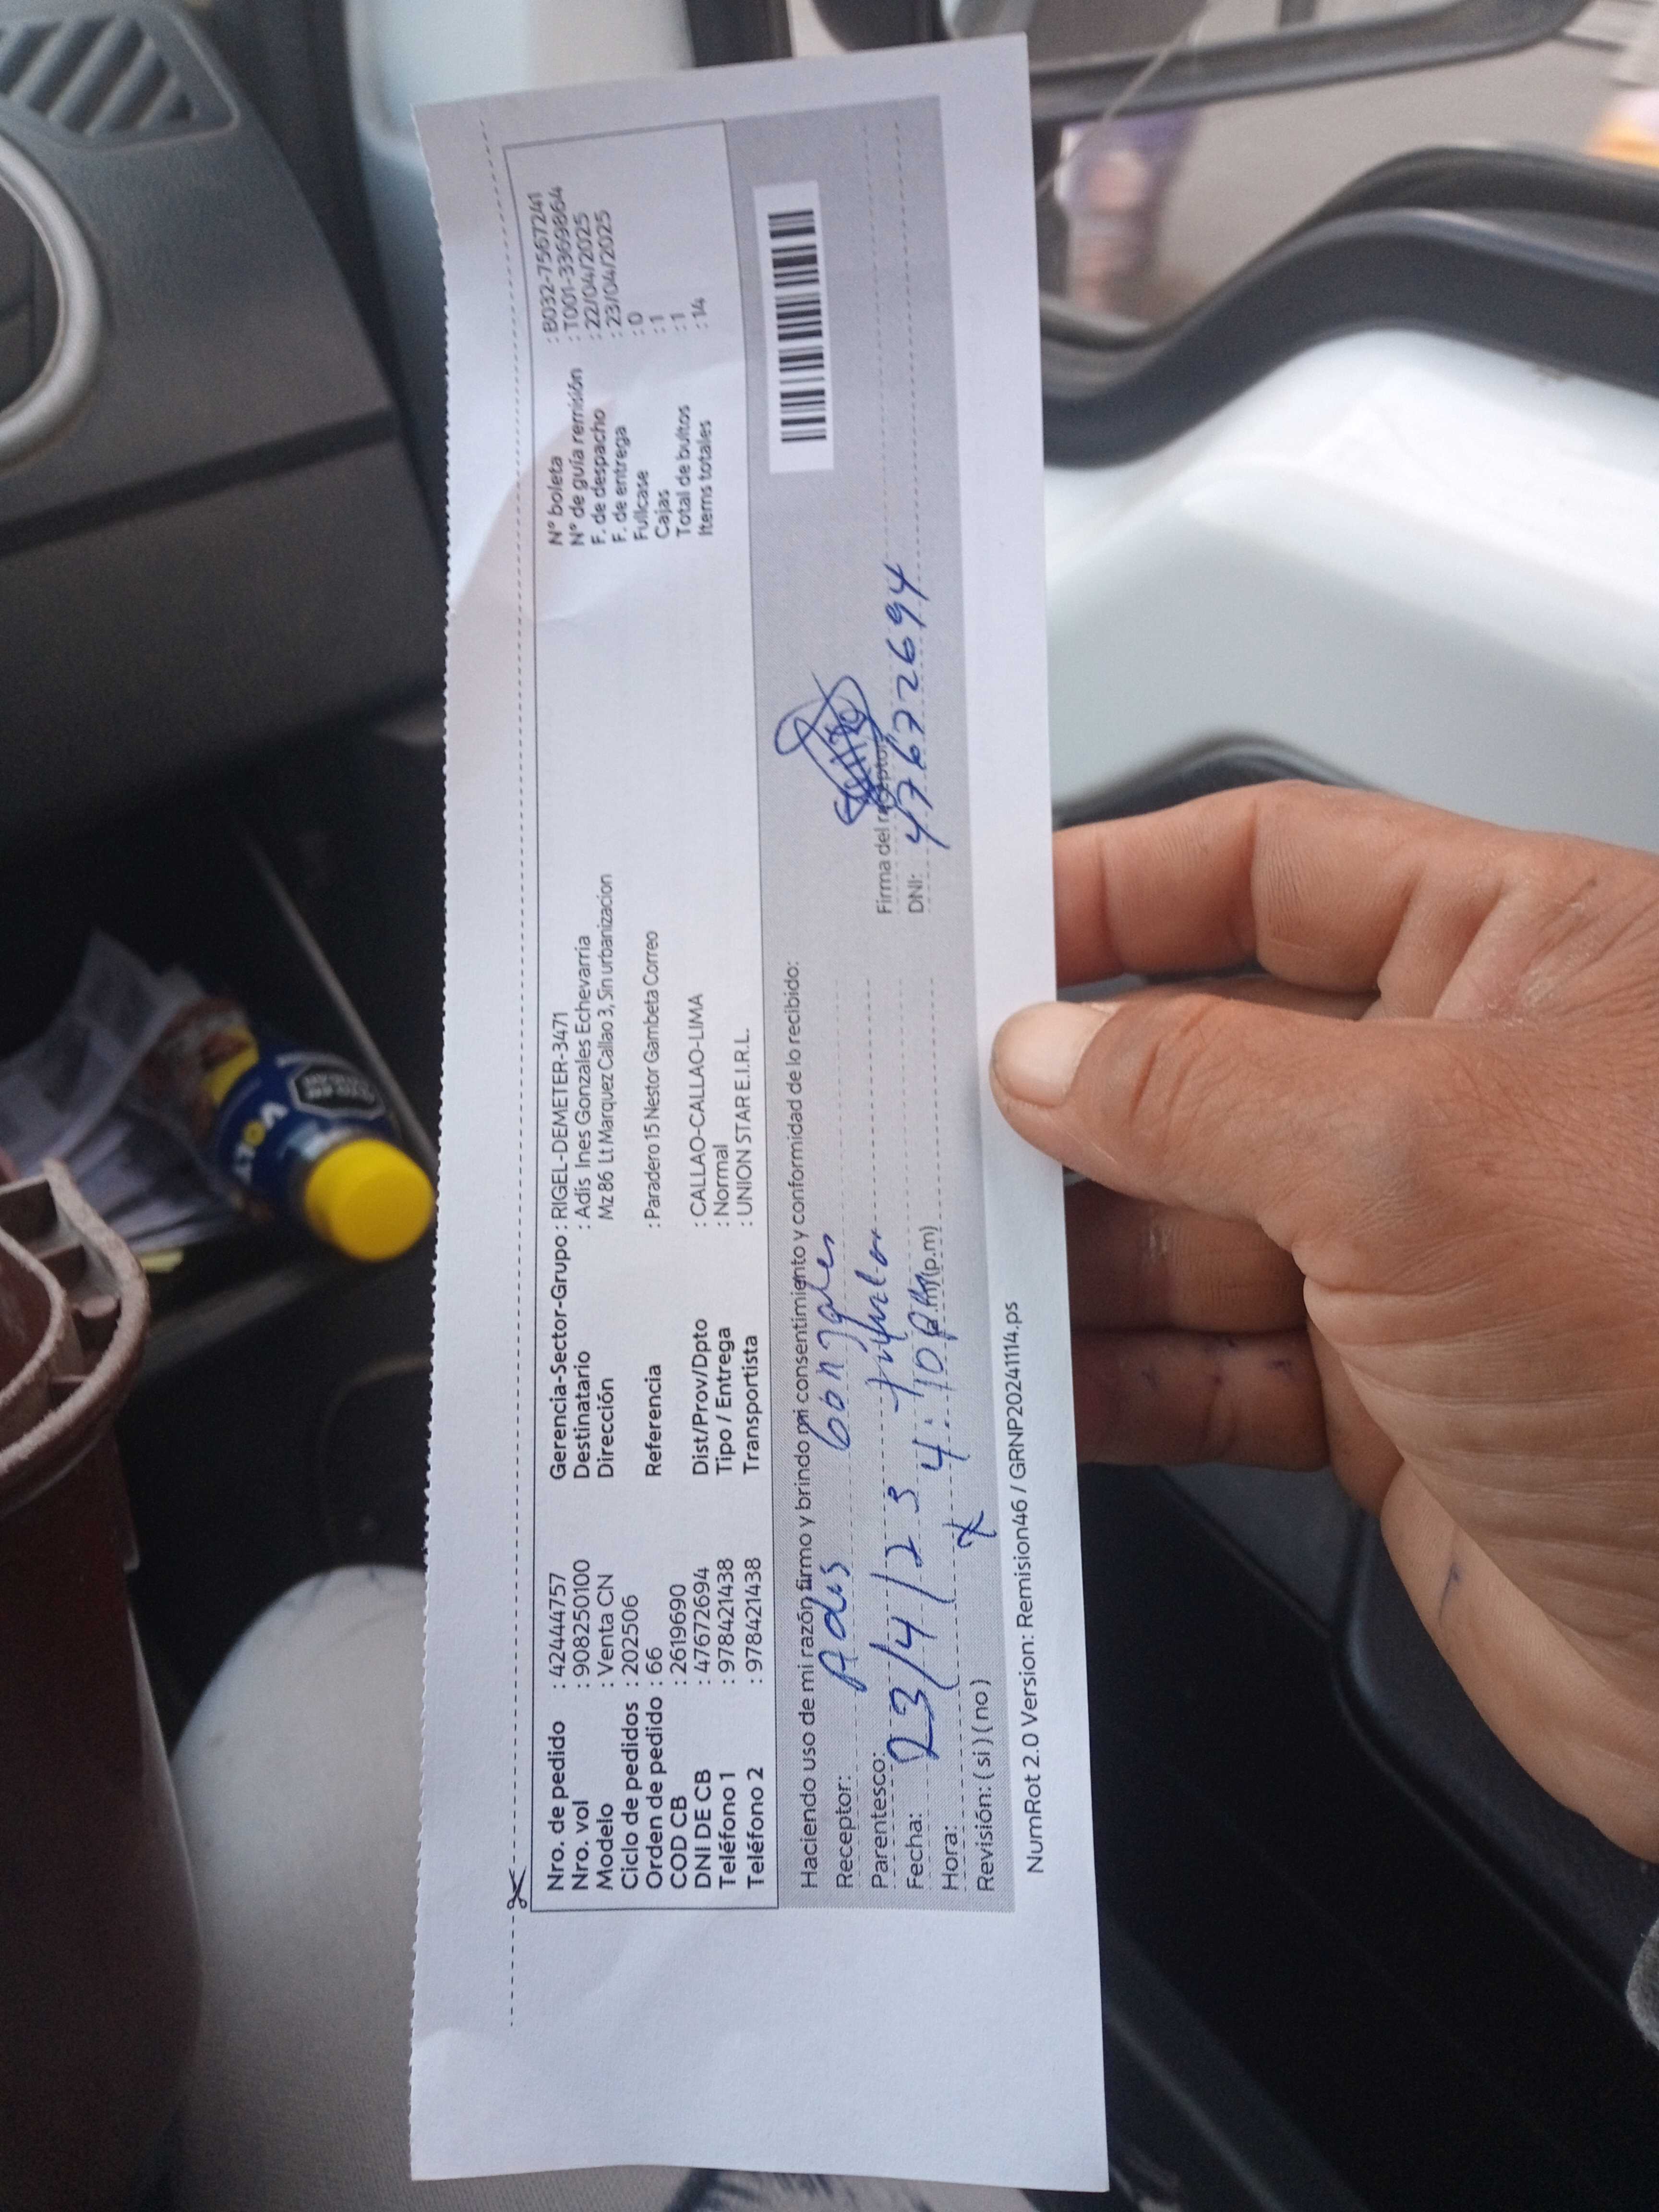 Nro. de pedido : 42444757
Nro. vol : 908250100
Modelo : Venta CN
Ciclo de pedidos : 202506
Orden de pedido : 66
COD CB : 2619690
DNI DE CB : 47672694
Teléfono 1 : 978421438
Teléfono 2 : 978421438
Gerencia-Sector-Grupo : RIGEL-DEMETER-3471
Destinatario : Adis Ines Gonzales Echevarria
Dirección Mz 86 Lt Marquez Callao 3, Sin urbanizacion
Referencia : Paradero 15 Nestor Gambeta Correo
Dist/Prov/Dpto : CALLAO-CALLAO-LIMA
Tipo / Entrega : Normal
Transportista : UNION STAR E.I.R.L.
N° boleta : B032-75667241
N° de guía remisión : T001-3369864
F. de despacho : 22/04/2025
F. de entrega : 23/04/2025
Fullcase : 0
Cajas : 1
Total de bultos : 1
Items totales : 14
Haciendo uso de mi razón firmo y brindo mi consentimiento y conformidad de lo recibido:
Receptor: Adis Gonzales
Parentesco: titular
Fecha: 23/4/23
Hora: 4:10 (p.m)
Revisión: ( si ) ( no ) x
Firma del receptor
DNI: 47672694
NumRot 2.0 Version: Remision46 / GRNP20241114.ps
VOLT